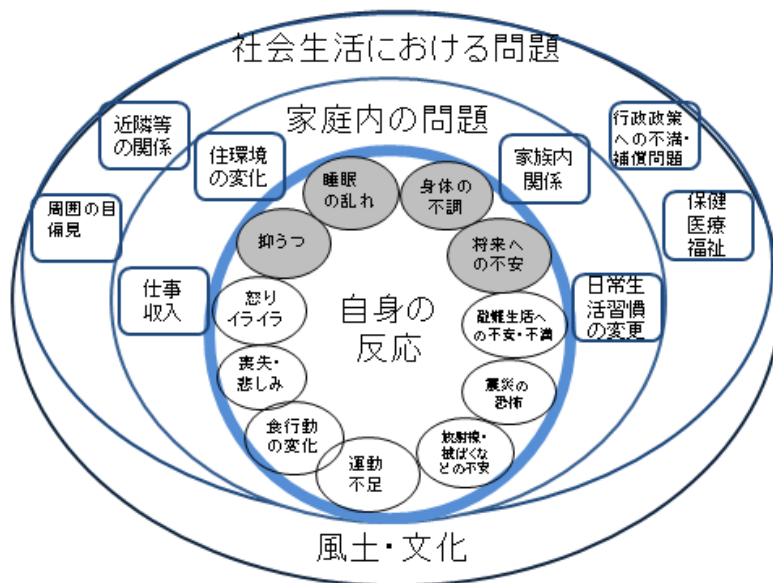 社会生活における問題
近隣等
の関係
家庭内の問題
行政政策
への不満・
補償問題
住環境
の変化
家族内
関係
周囲の目
偏見
保健
医療
福祉
睡眠
の乱れ
身体の
不調
抑うつ
将来へ
の不安
仕事
収入
日常生
活習慣
の変更
怒り
イライラ
自身の
反応
避難生活へ
の不安・不満
喪失・
悲しみ
震災の
恐怖
食行動
の変化
放射線・
被ばくな
どの不安
運動
不足
風土・文化